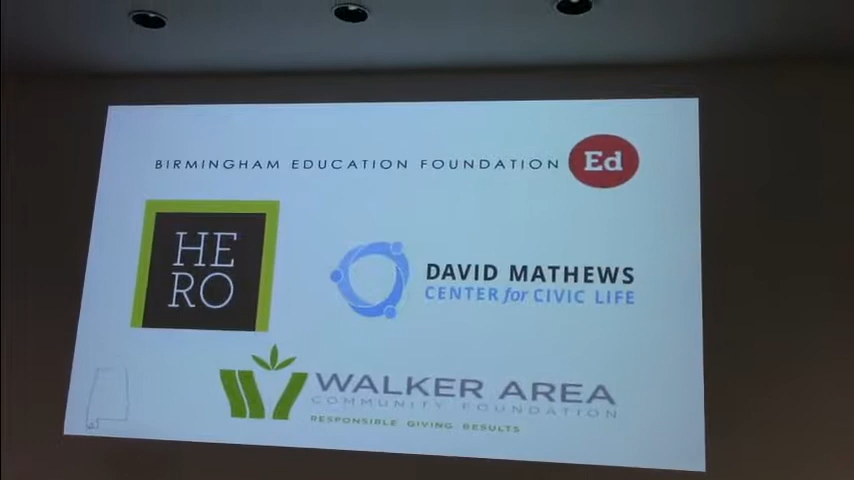 BIRMINGHAM EDUCATION FOUNDATION
Ed
HE
RO
DAVID MATHEWS
CENTER for CIVIC LIFE
WALKER AREA
COMMUNITY FOUNDATION
RESPONSIBLE GIVING RESULTS